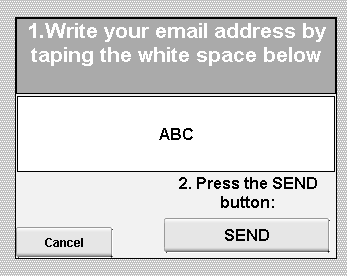 1.Write your email address by
taping the white space below
ABC
2. Press the SEND
button:
Cancel
SEND